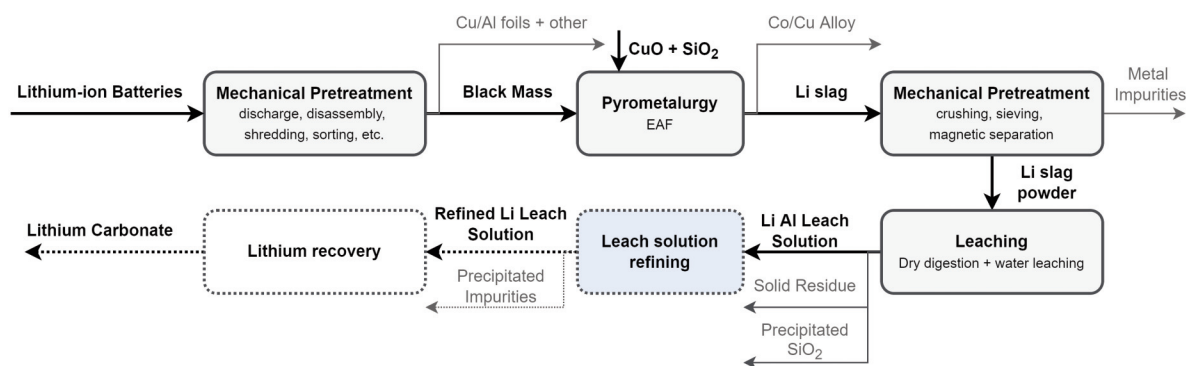 Cu/Al foils + other
CuO + SiO₂
Co/Cu Alloy
Lithium-ion Batteries
Mechanical Pretreatment
discharge, disassembly,
shredding, sorting, etc.
Black Mass
Pyrometalurgy
EAF
Li slag
Mechanical Pretreatment
crushing, sieving,
magnetic separation
Metal
Impurities
Li slag
powder
Lithium Carbonate
Lithium recovery
Refined Li Leach
Solution
Precipitated
Impurities
Leach solution
refining
Li Al Leach
Solution
Solid Residue
Precipitated
SiO₂
Leaching
Dry digestion + water leaching